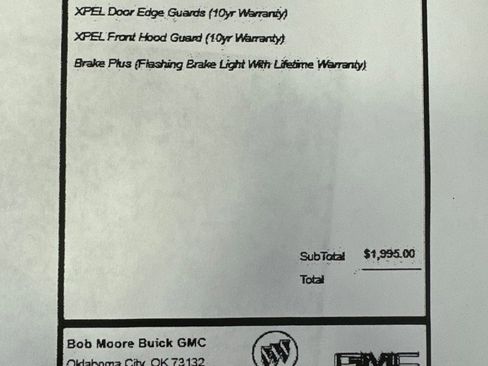 XPEL Door Edge Guards (10yr Warranty)
XPEL Front Hood Guard (10yr Warranty)
Brake Plus (Flashing Brake Light With Lifetime Warranty)
SubTotal $1,995.00
Total
Bob Moore Buick GMC
Oklahoma City, OK 73132
GMC